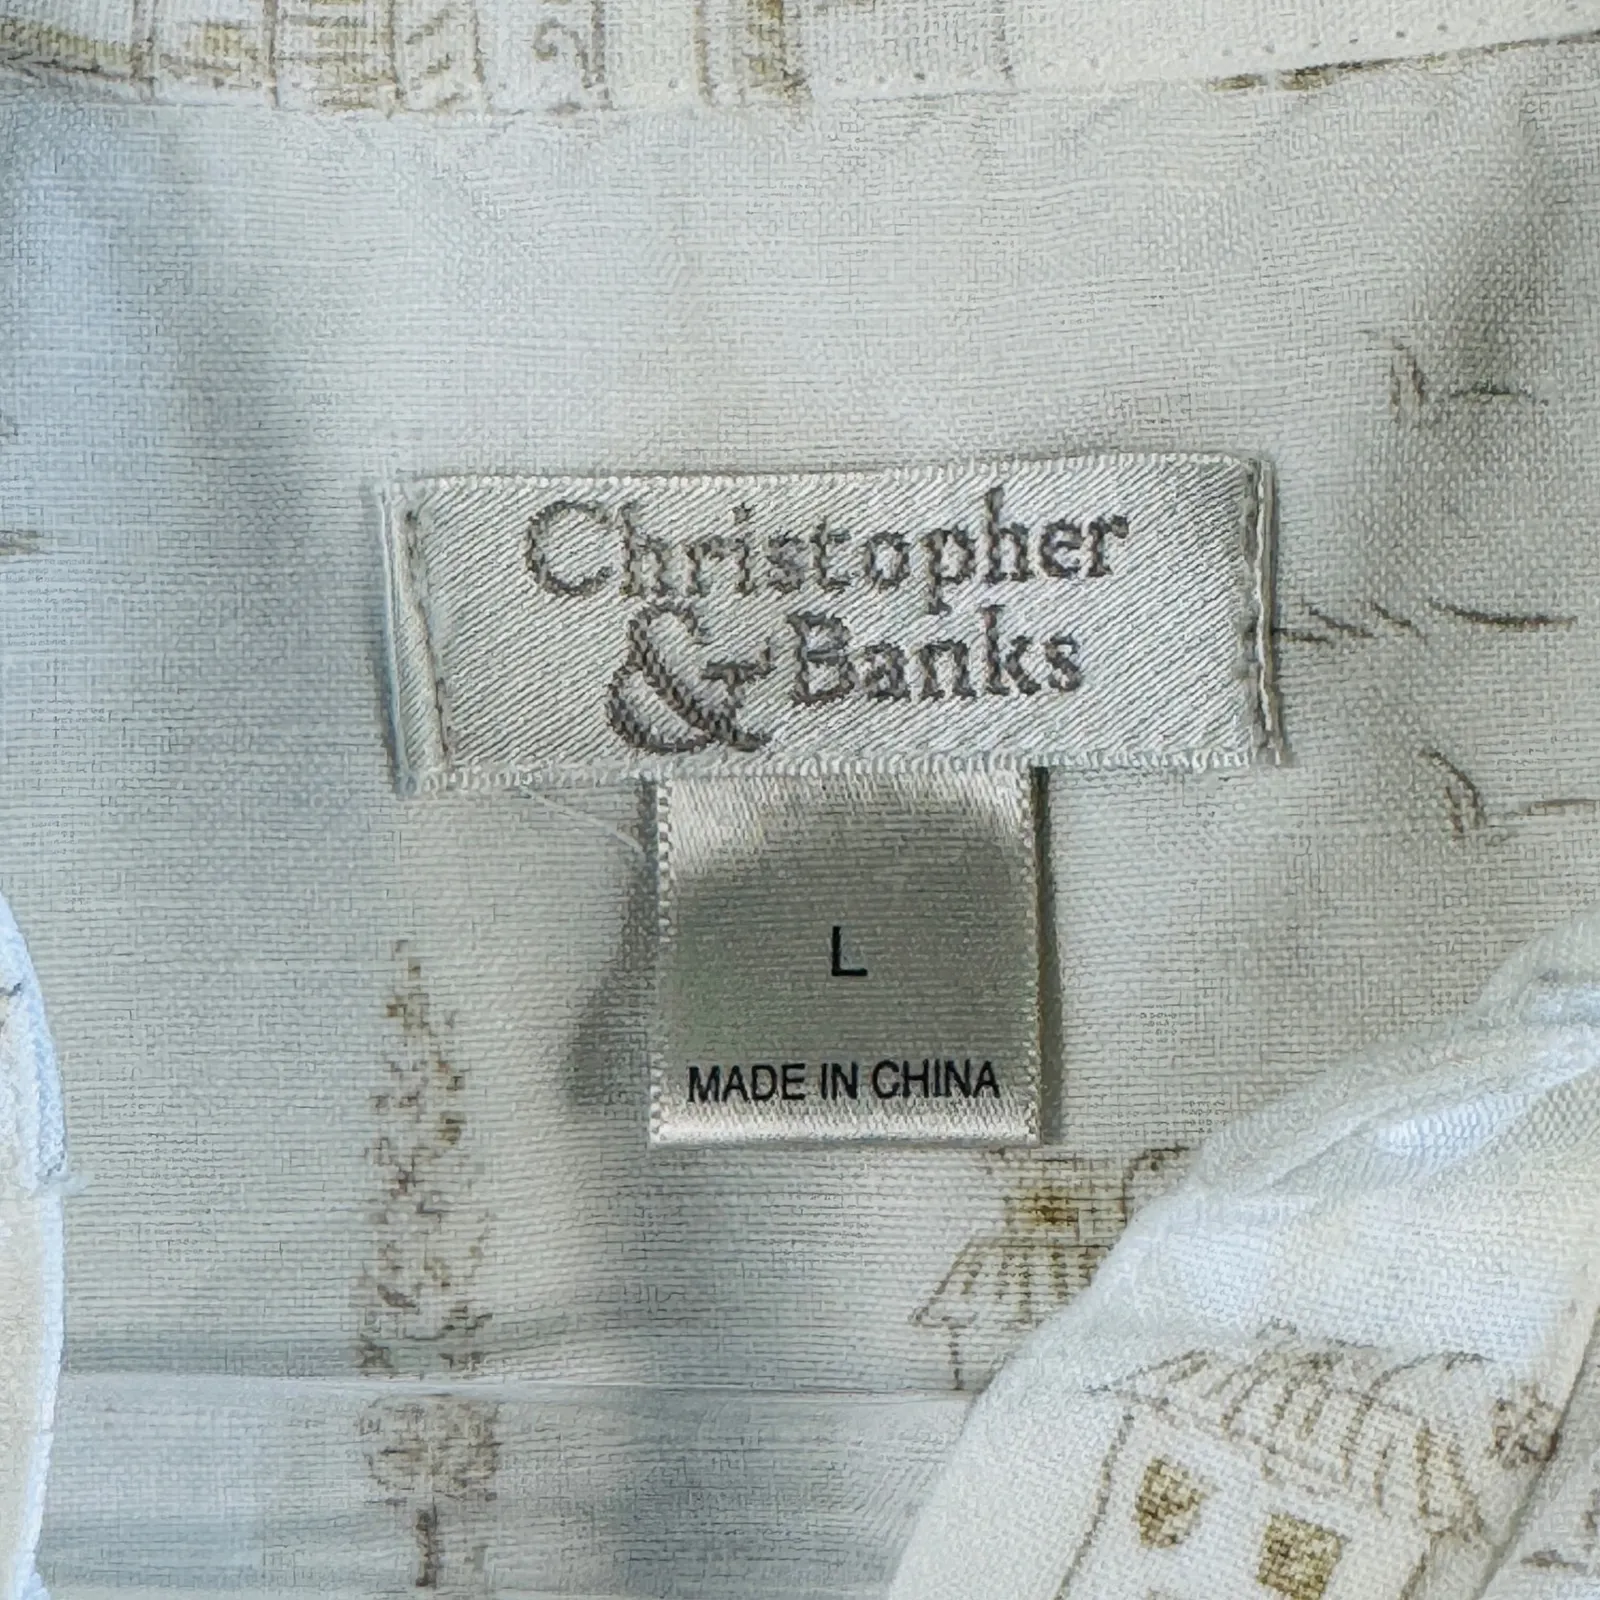 Christopher
& Banks
L
MADE IN CHINA